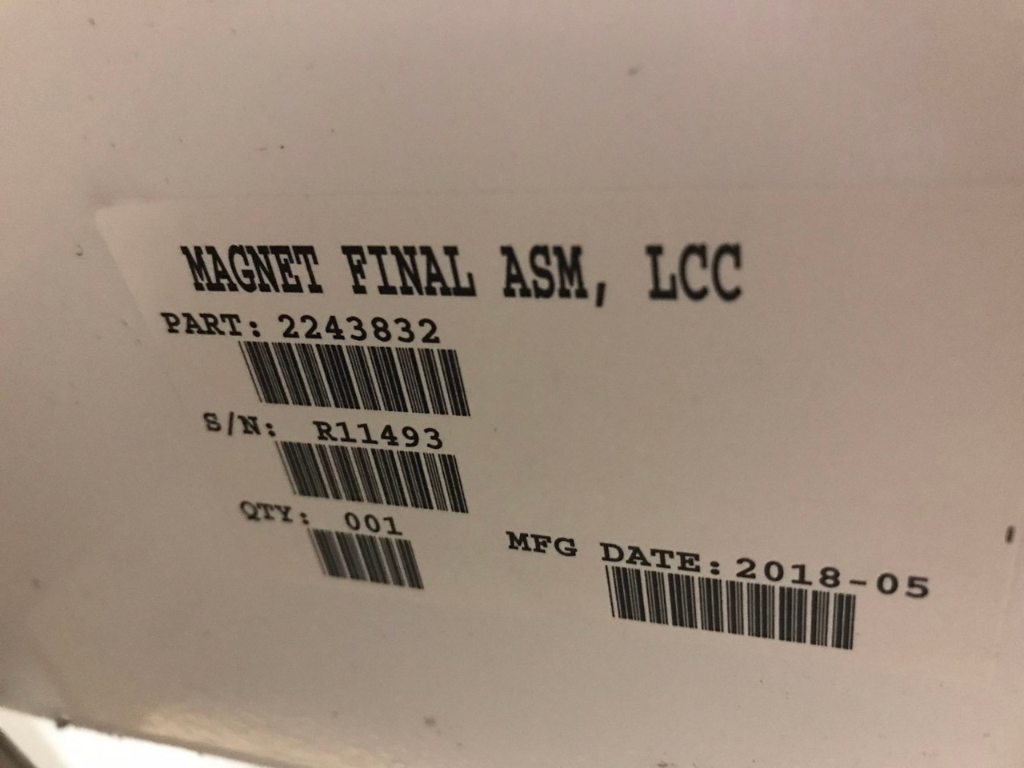 MAGNET FINAL ASM, LCC
PART: 2243832
S/N: R11493
QTY: 001
MFG DATE: 2018-05